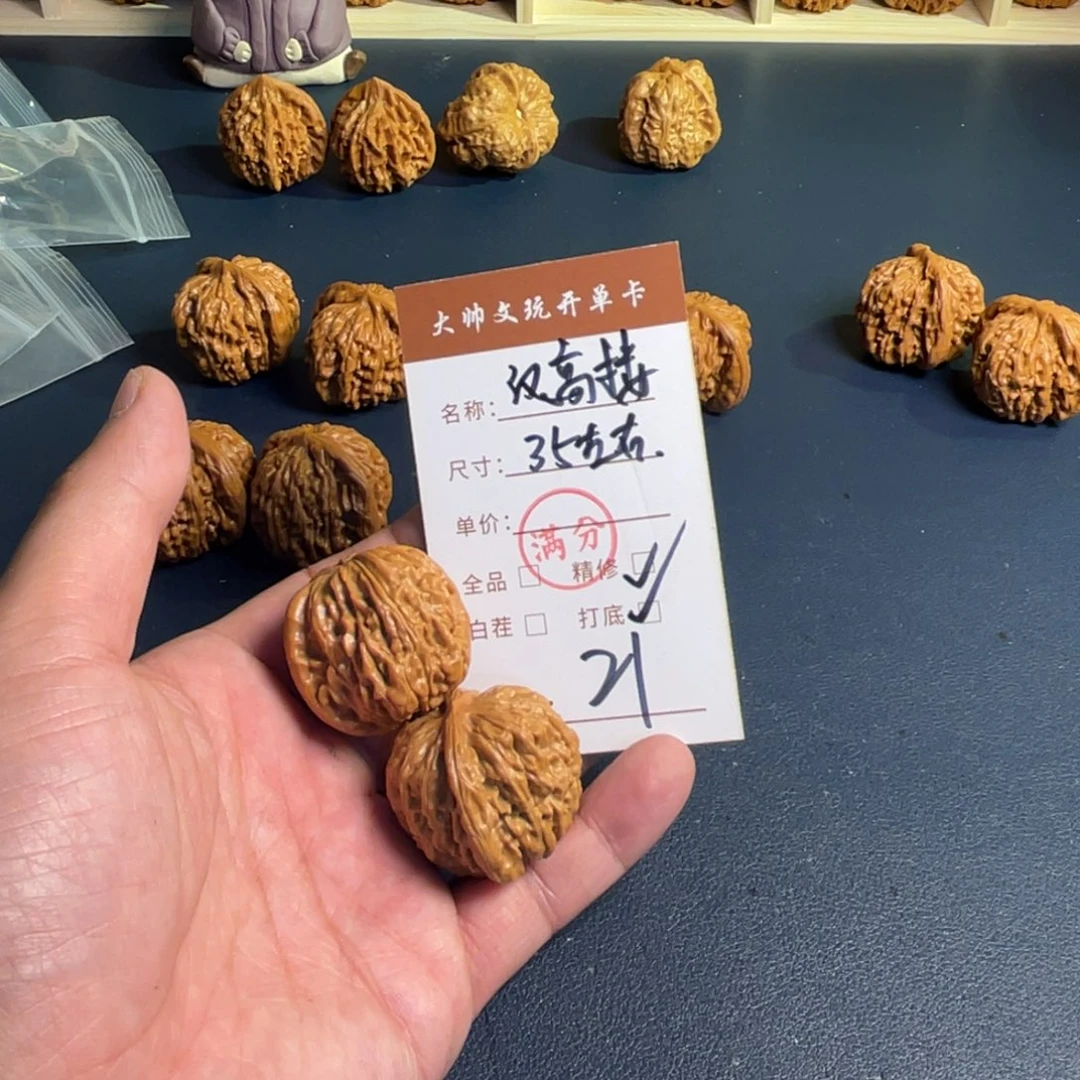 大帅文玩开单卡
名称: 汉高接
尺寸: 35左右.
单价:
满分
全品 □ 精修 ✓
白茬 □ 打底 ✓
21